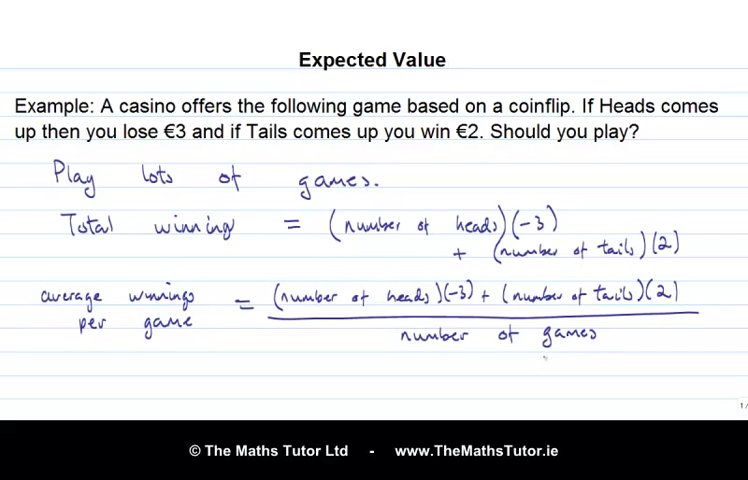 Expected Value
Example: A casino offers the following game based on a coinflip. If Heads comes
up then you lose €3 and if Tails comes up you win €2. Should you play?
Play lots of games.
Total winning = (number of heads)(-3)
+ (number of tails)(2)
average winnings per game = (number of heads)(-3) + (number of tails)(2)
number of games
1/
© The Maths Tutor Ltd - www.TheMathsTutor.ie